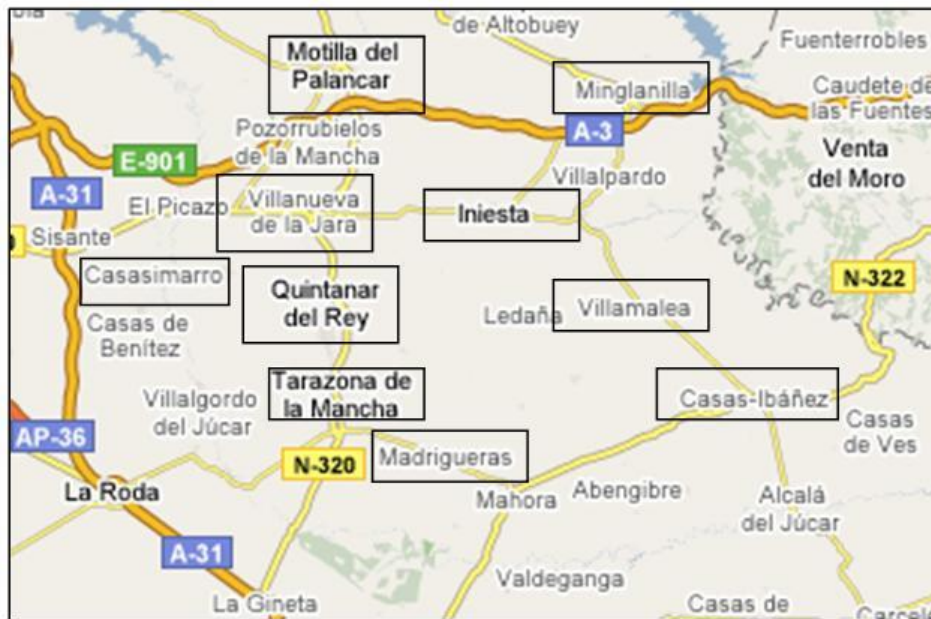 de Altobuey
Fuenterrobles
Motilla del
Palancar
Minglanilla
Caudete de
las Fuentes
A-3
Pozorrubielos
de la Mancha
E-901
Villalpardo
Venta
del Moro
A-31
El Picazo
Villanueva
de la Jara
Iniesta
Sisante
Casasimarro
Quintanar
del Rey
N-322
Ledaña
Villamalea
Casas de
Benítez
Tarazona de
la Mancha
Villalgordo
del Júcar
Casas-Ibáñez
Casas
de Ves
AP-36
N-320
Madrigueras
La Roda
Mahora
Abengibre
Alcalá
del Júcar
A-31
Valdeganga
La Gineta
Casas de